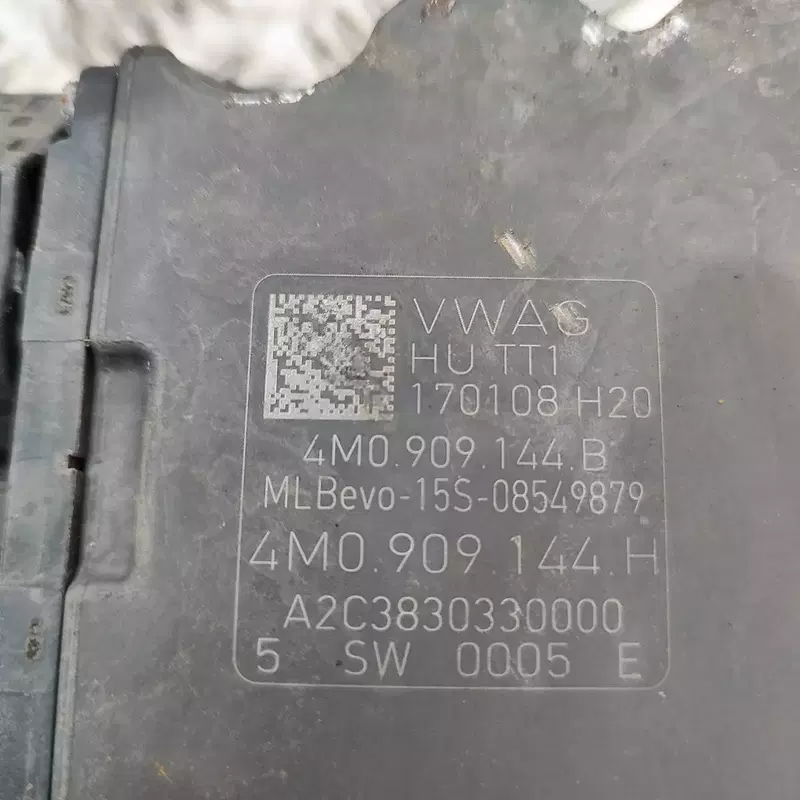 VWAG
HU TT1
170108 H20
4M0.909.144.B
MLBevo-15S-08549879
4M0.909.144.H
A2C3830330000
5 SW 0005 E